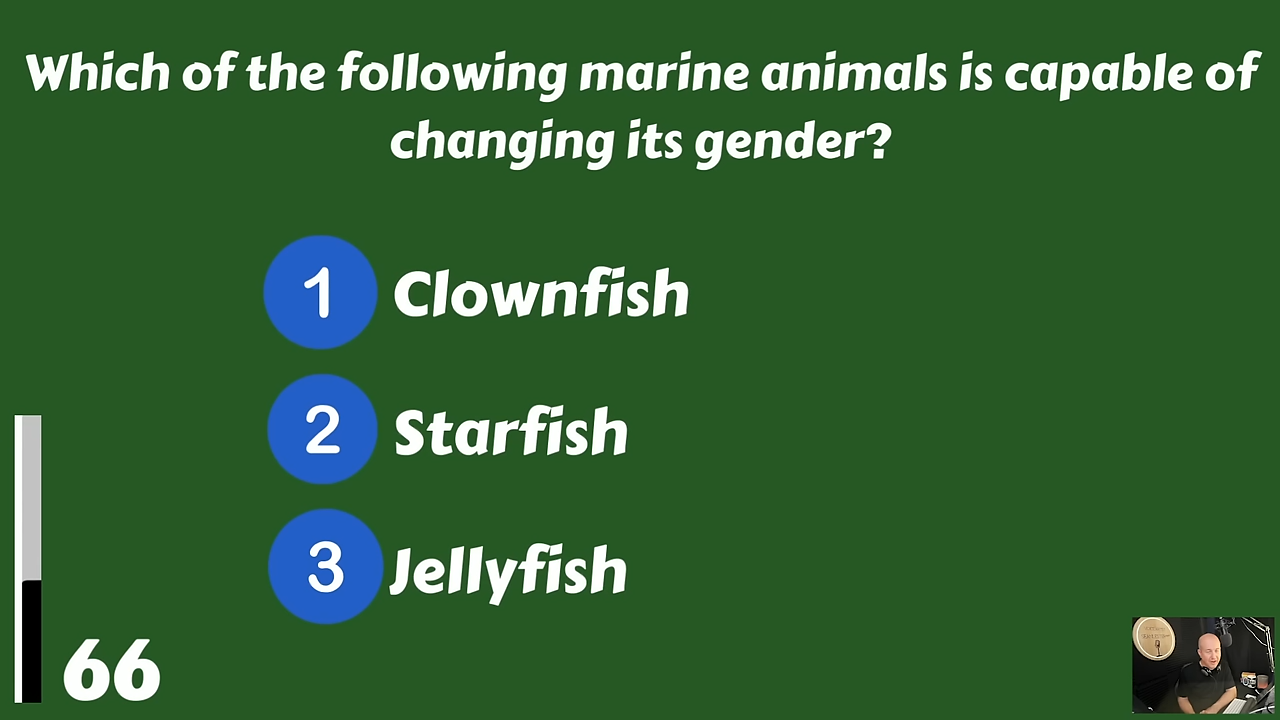 Which of the following marine animals is capable of
changing its gender?
1 Clownfish
2 Starfish
3 Jellyfish
66